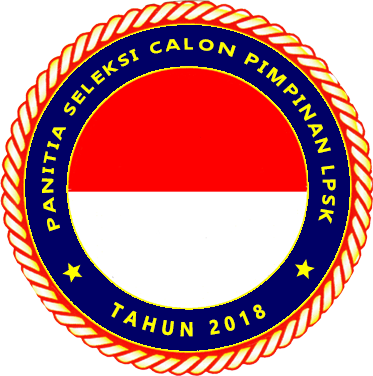 PANITIA SELEKSI CALON PIMPINAN LPSK
TAHUN 2018